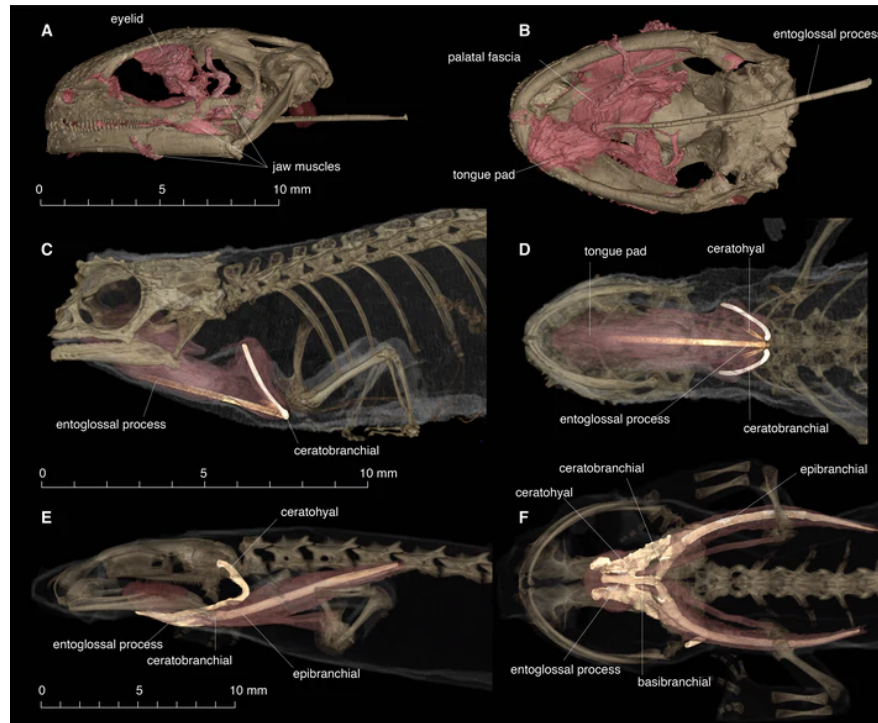 A
eyelid
jaw muscles
0 5 10 mm
B
entoglossal process
palatal fascia
tongue pad
C
entoglossal process
ceratobranchial
0 5 10 mm
D
tongue pad
ceratohyal
entoglossal process
ceratobranchial
E
ceratohyal
entoglossal process
ceratobranchial
epibranchial
0 5 10 mm
F
ceratobranchial
ceratohyal
epibranchial
entoglossal process
basibranchial